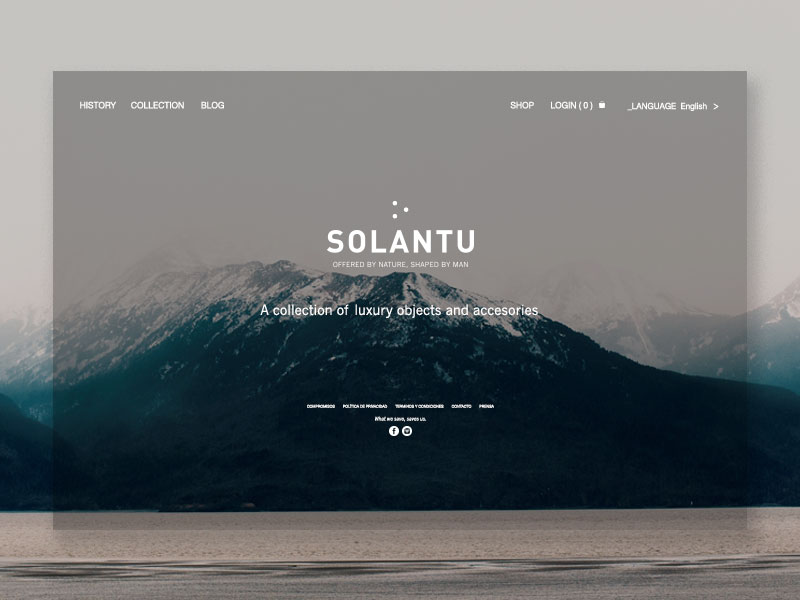 HISTORY COLLECTION BLOG SHOP LOGIN ( 0 ) _LANGUAGE English >
SOLANTU
OFFERED BY NATURE, SHAPED BY MAN
A collection of luxury objects and accesories
COMPROMISOS POLÍTICA DE PRIVACIDAD TERMINOS Y CONDICIONES CONTACTO PRENSA
What we save, saves us.